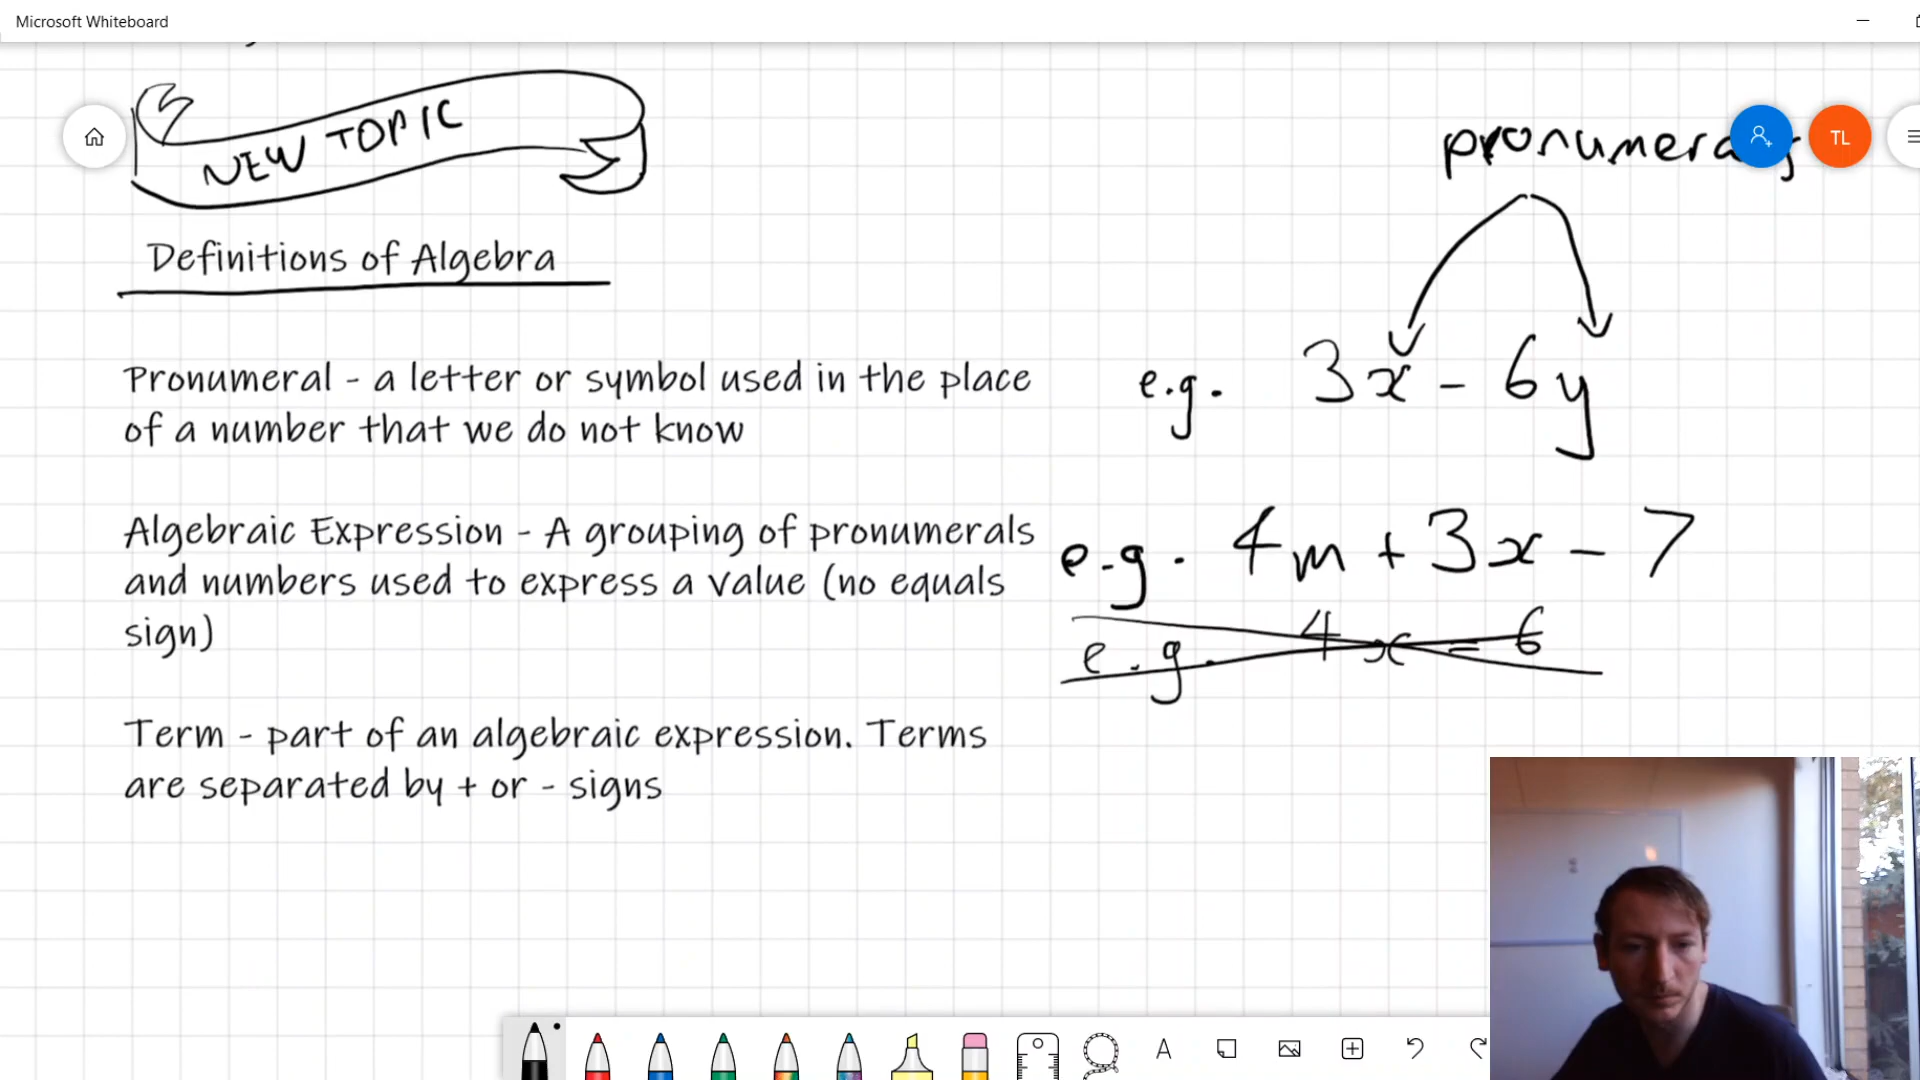 Microsoft Whiteboard
NEW TOPIC
TL
Definitions of Algebra
Pronumeral - a letter or symbol used in the place
of a number that we do not know
e.g. 3x - 6y
Algebraic Expression - A grouping of pronumerals
and numbers used to express a value (no equals
sign)
e.g. 4m + 3x - 7
e.g. 4x = 6
Term - part of an algebraic expression. Terms
are separated by + or - signs
A